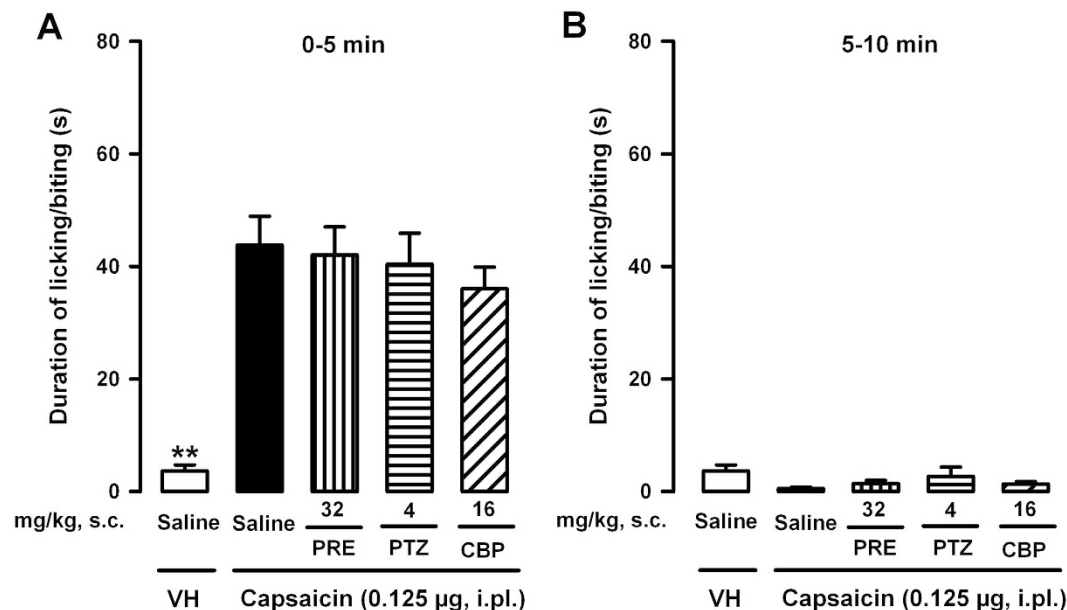 A
0-5 min
Duration of licking/biting (s)
80
60
40
20
0
**
mg/kg, s.c.
Saline
Saline
32
4
16
PRE
PTZ
CBP
VH
Capsaicin (0.125 µg, i.pl.)
B
5-10 min
Duration of licking/biting (s)
80
60
40
20
0
Saline
Saline
32
4
16
PRE
PTZ
CBP
VH
Capsaicin (0.125 µg, i.pl.)